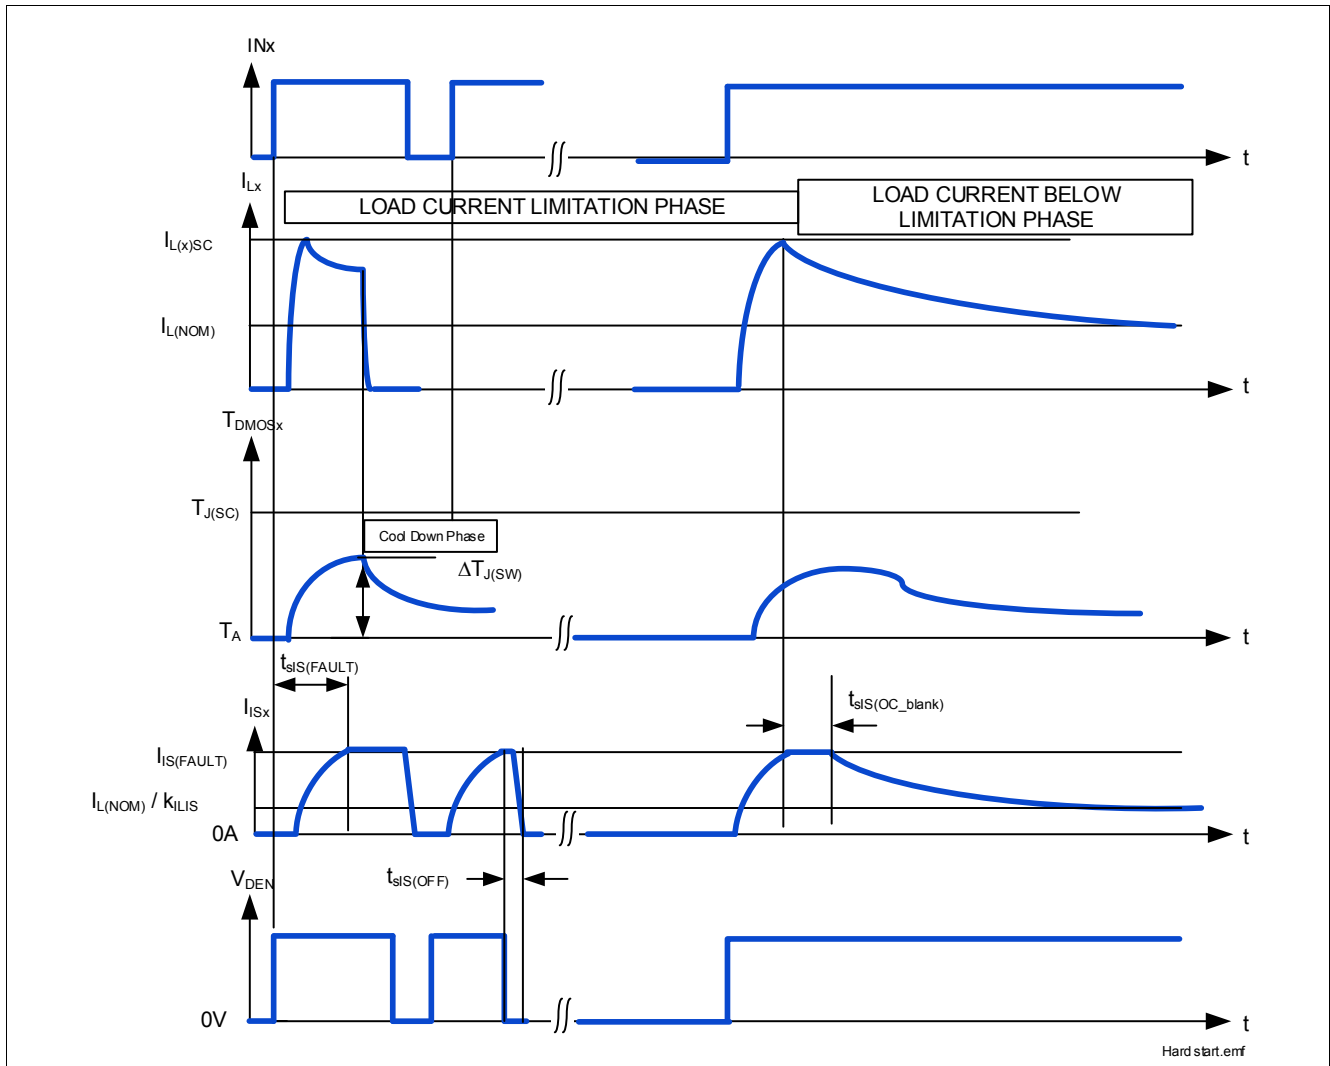 INx
t
ILx
LOAD CURRENT LIMITATION PHASE
LOAD CURRENT BELOW
LIMITATION PHASE
IL(x)SC
IL(NOM)
t
TDMOSx
TJ(SC)
Cool Down Phase
ΔTJ(SW)
TA
t
tsIS(FAULT)
IISx
tsIS(OC_blank)
IIS(FAULT)
IL(NOM) / kILIS
0A
t
VDEN
tsIS(OFF)
0V
t
Hard start.emf